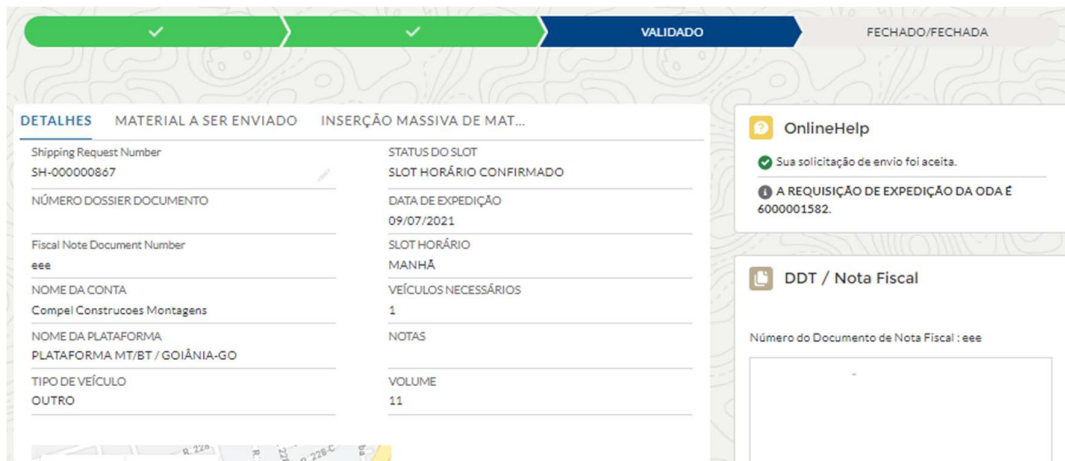 VALIDADO
FECHADO/FECHADA
DETALHES
MATERIAL A SER ENVIADO
INSERÇÃO MASSIVA DE MAT...
Shipping Request Number
SH-000000867
NÚMERO DOSSIER DOCUMENTO
Fiscal Note Document Number
eee
NOME DA CONTA
Compel Construcoes Montagens
NOME DA PLATAFORMA
PLATAFORMA MT/BT / GOIÂNIA-GO
TIPO DE VEÍCULO
OUTRO
STATUS DO SLOT
SLOT HORÁRIO CONFIRMADO
DATA DE EXPEDIÇÃO
09/07/2021
SLOT HORÁRIO
MANHÃ
VEÍCULOS NECESSÁRIOS
1
NOTAS
VOLUME
11
R. 228
R. 228-C
OnlineHelp
Sua solicitação de envio foi aceita.
A REQUISIÇÃO DE EXPEDIÇÃO DA ODA É
6000001582.
DDT / Nota Fiscal
Número do Documento de Nota Fiscal : eee